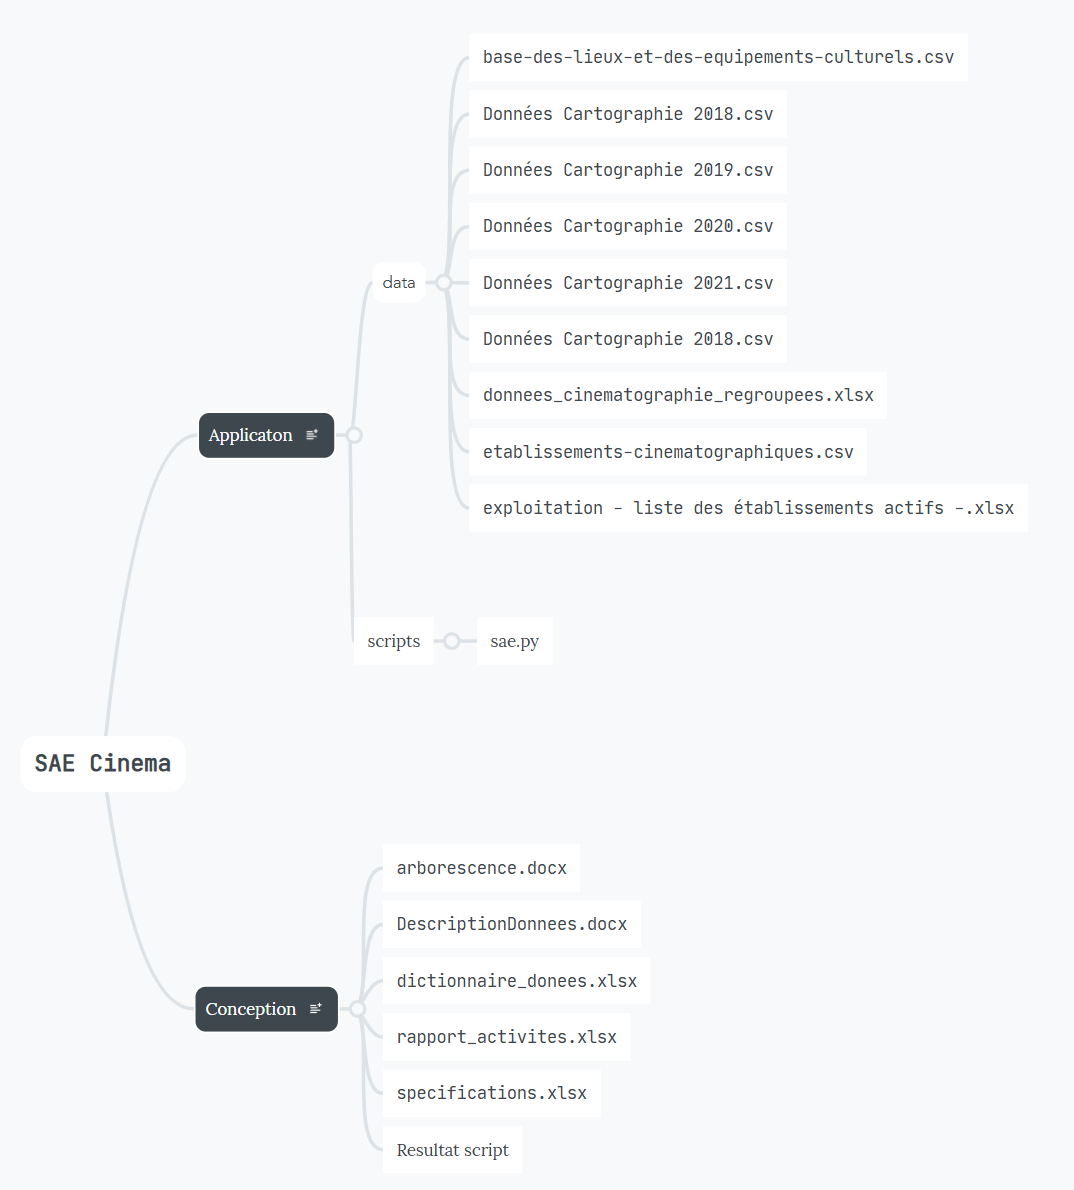 base-des-lieux-et-des-equipements-culturels.csv
Données Cartographie 2018.csv
Données Cartographie 2019.csv
Données Cartographie 2020.csv
data
Données Cartographie 2021.csv
Données Cartographie 2018.csv
donnees_cinematographie_regroupees.xlsx
Applicaton
etablissements-cinematographiques.csv
exploitation - liste des établissements actifs -.xlsx
scripts
sae.py
SAE Cinema
arborescence.docx
DescriptionDonnees.docx
dictionnaire_donees.xlsx
Conception
rapport_activites.xlsx
specifications.xlsx
Resultat script